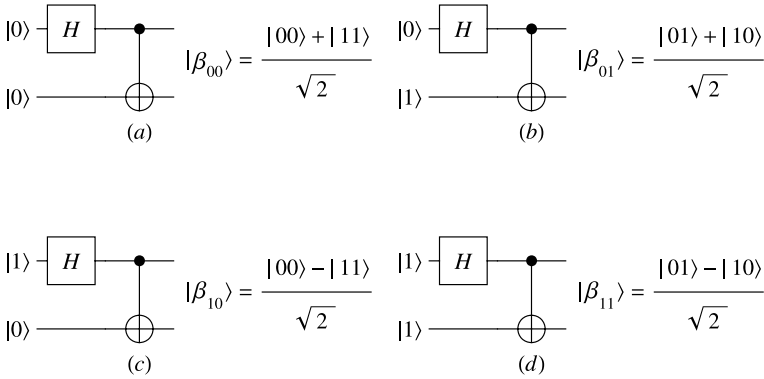 |0⟩ H |β₀₀⟩ = (|00⟩ + |11⟩)/√2
|0⟩
(a)
|0⟩ H |β₀₁⟩ = (|01⟩ + |10⟩)/√2
|1⟩
(b)
|1⟩ H |β₁₀⟩ = (|00⟩ − |11⟩)/√2
|0⟩
(c)
|1⟩ H |β₁₁⟩ = (|01⟩ − |10⟩)/√2
|1⟩
(d)